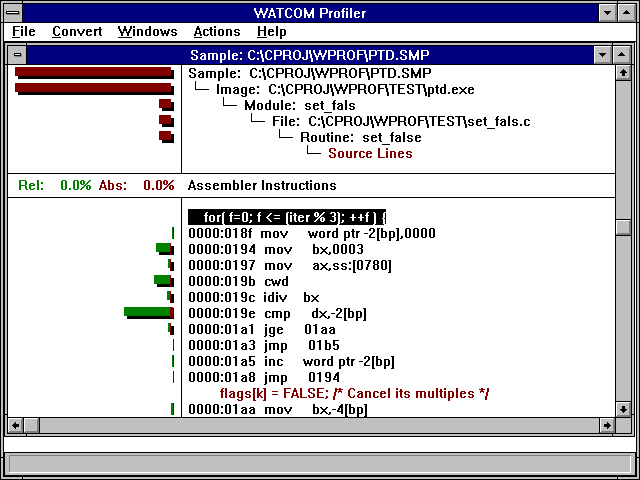 WATCOM Profiler
File Convert Windows Actions Help
Sample: C:\CPROJ\WPROF\PTD.SMP
Sample: C:\CPROJ\WPROF\PTD.SMP
Image: C:\CPROJ\WPROF\TEST\ptd.exe
Module: set_fals
File: C:\CPROJ\WPROF\TEST\set_fals.c
Routine: set_false
Source Lines
Rel: 0.0% Abs: 0.0% Assembler Instructions
for( f=0; f <= (iter % 3); ++f ) {
0000:018f mov word ptr -2[bp],0000
0000:0194 mov bx,0003
0000:0197 mov ax,ss:[0780]
0000:019b cwd
0000:019c idiv bx
0000:019e cmp dx,-2[bp]
0000:01a1 jge 01aa
0000:01a3 jmp 01b5
0000:01a5 inc word ptr -2[bp]
0000:01a8 jmp 0194
flags[k] = FALSE; /* Cancel its multiples */
0000:01aa mov bx,-4[bp]